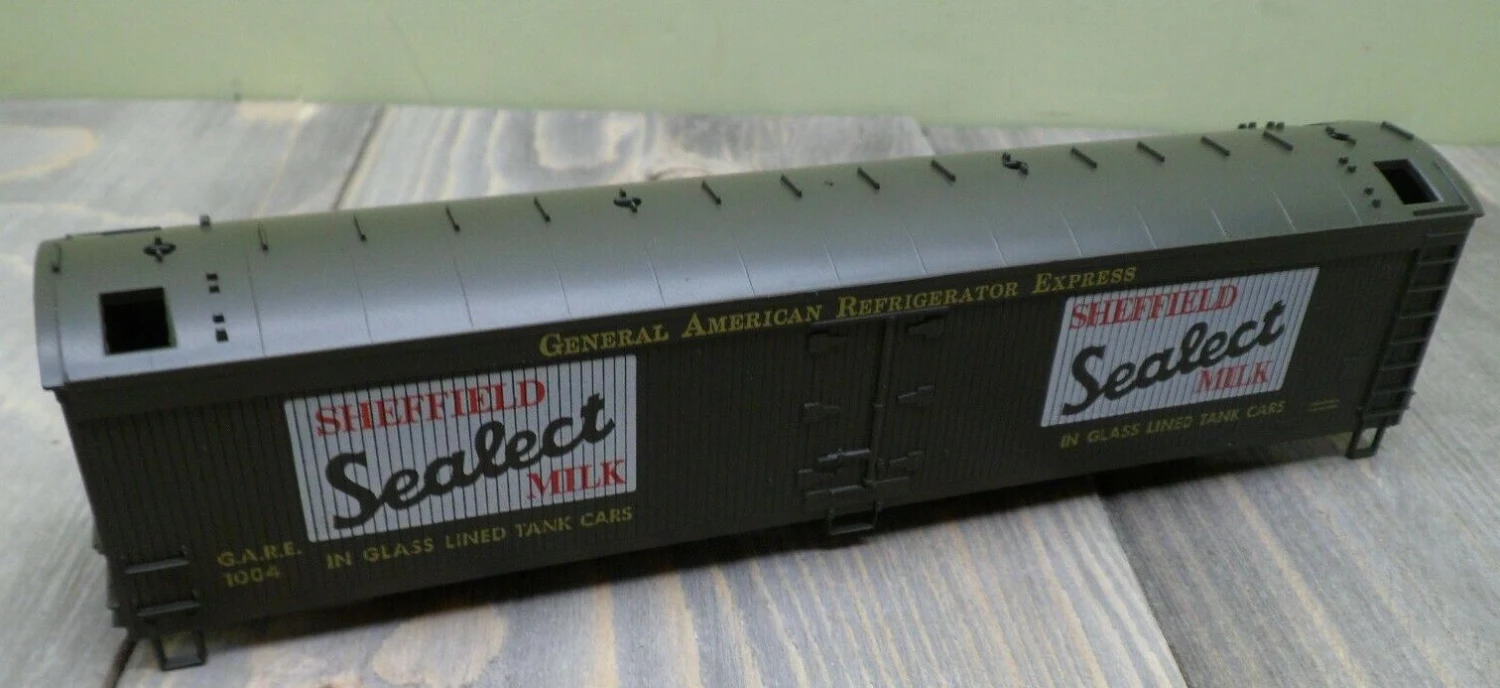 GENERAL AMERICAN REFRIGERATOR EXPRESS
SHEFFIELD
Sealect
MILK
IN GLASS LINED TANK CARS
G.A.R.E.
1004
SHEFFIELD
Sealect
MILK
IN GLASS LINED TANK CARS